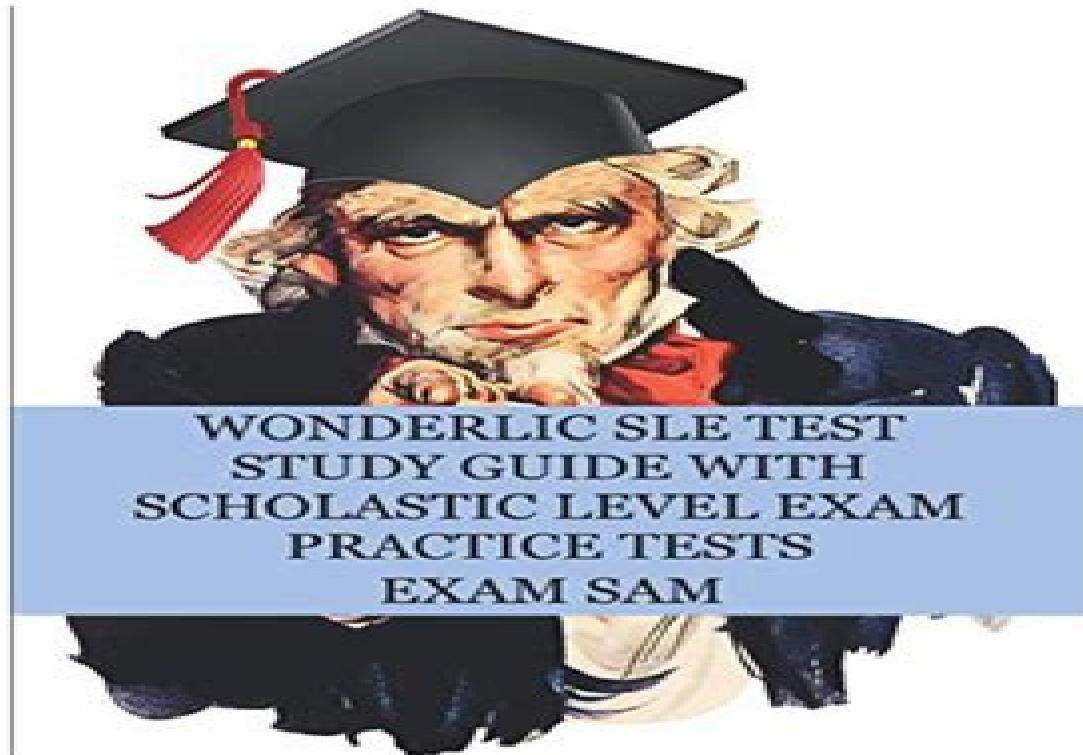 WONDERLIC SLE TEST
STUDY GUIDE WITH
SCHOLASTIC LEVEL EXAM
PRACTICE TESTS
EXAM SAM